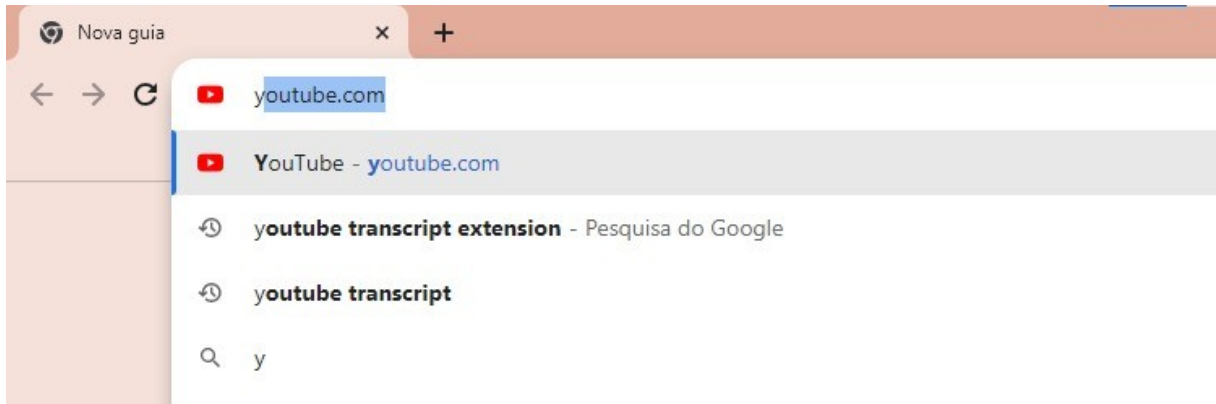 Nova guia
youtube.com
YouTube - youtube.com
youtube transcript extension - Pesquisa do Google
youtube transcript
y